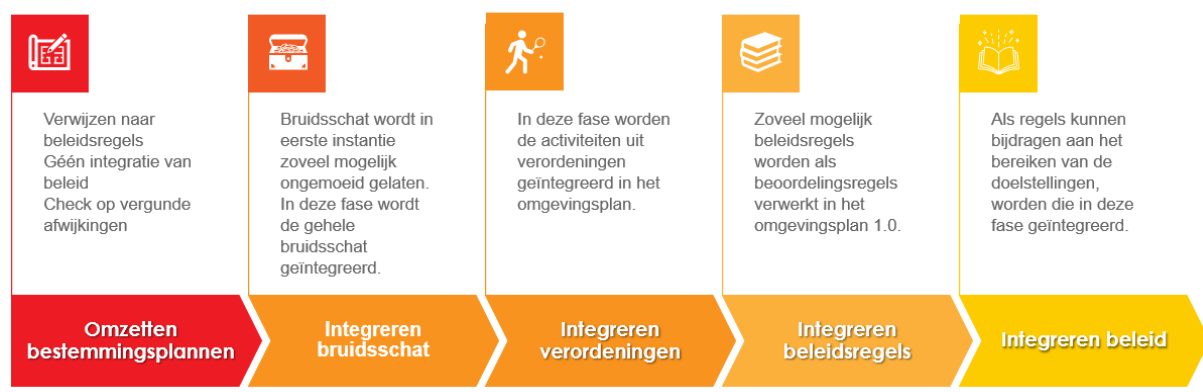 Verwijzen naar
beleidsregels
Géén integratie van
beleid
Check op vergunde
afwijkingen
Omzetten
bestemmingsplannen
Bruidsschat wordt in
eerste instantie
zoveel mogelijk
ongemoeid gelaten.
In deze fase wordt
de gehele
bruidsschat
geïntegreerd.
Integreren
bruidsschat
In deze fase worden
de activiteiten uit
verordeningen
geïntegreerd in het
omgevingsplan.
Integreren
verordeningen
Zoveel mogelijk
beleidsregels
worden als
beoordelingsregels
verwerkt in het
omgevingsplan 1.0.
Integreren
beleidsregels
Als regels kunnen
bijdragen aan het
bereiken van de
doelstellingen,
worden die in deze
fase geïntegreerd.
Integreren beleid